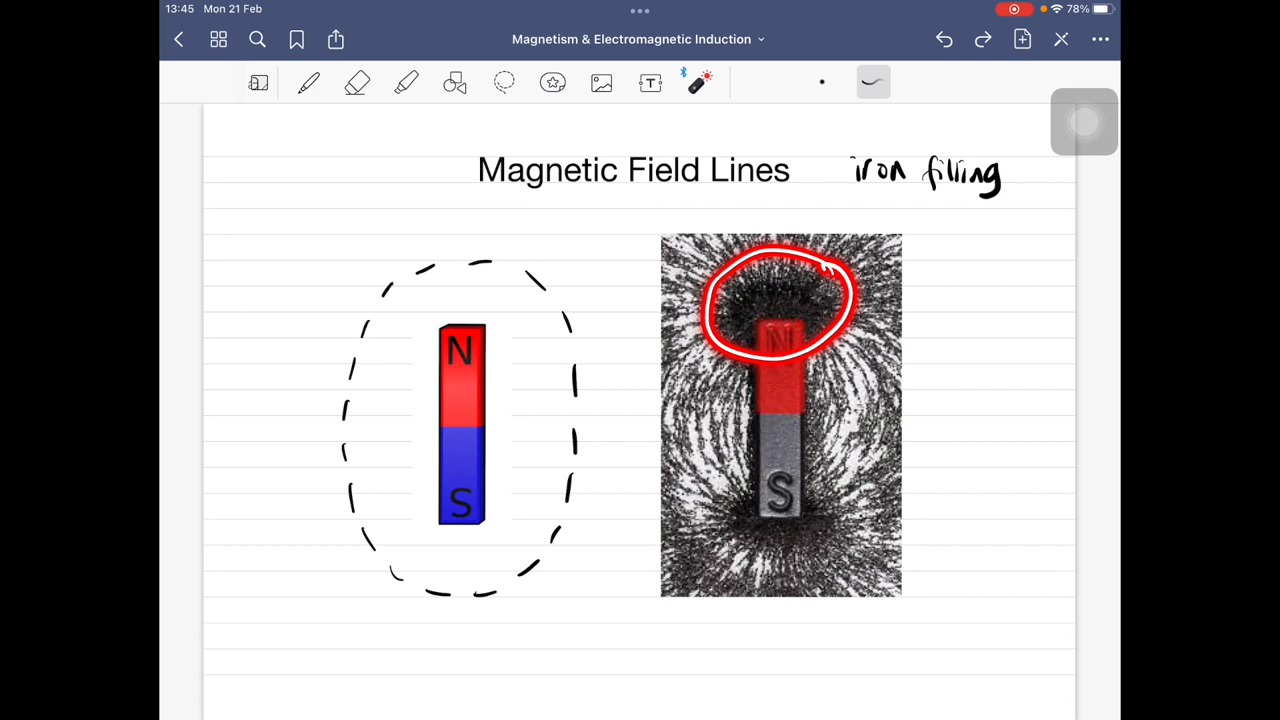 13:45 Mon 21 Feb
78%
Magnetism & Electromagnetic Induction
T
Magnetic Field Lines iron filling
N
S
N
S